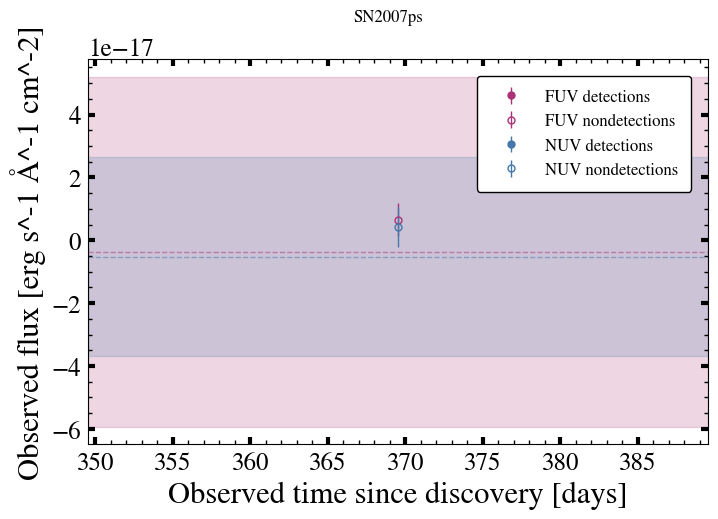 SN2007ps
1e−17
Observed flux [erg s^-1 Å^-1 cm^-2]
4
2
0
−2
−4
−6
FUV detections
FUV nondetections
NUV detections
NUV nondetections
350 355 360 365 370 375 380 385
Observed time since discovery [days]